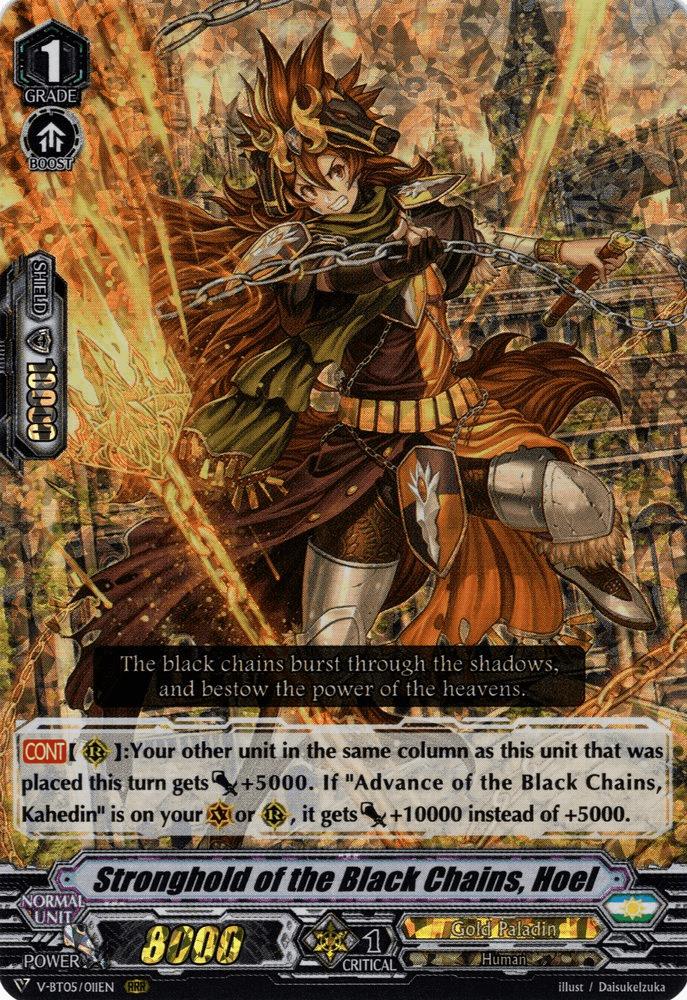 1
GRADE
BOOST
SHIELD
10000
The black chains burst through the shadows,
and bestow the power of the heavens.
CONT【 R 】:Your other unit in the same column as this unit that was
placed this turn gets +5000. If "Advance of the Black Chains,
Kahedin" is on your V or R , it gets +10000 instead of +5000.
Stronghold of the Black Chains, Hoel
NORMAL
UNIT
POWER
8000
1
CRITICAL
Gold Paladin
Human
V-BT05/011EN RRR
illust / DaisukeIzuka